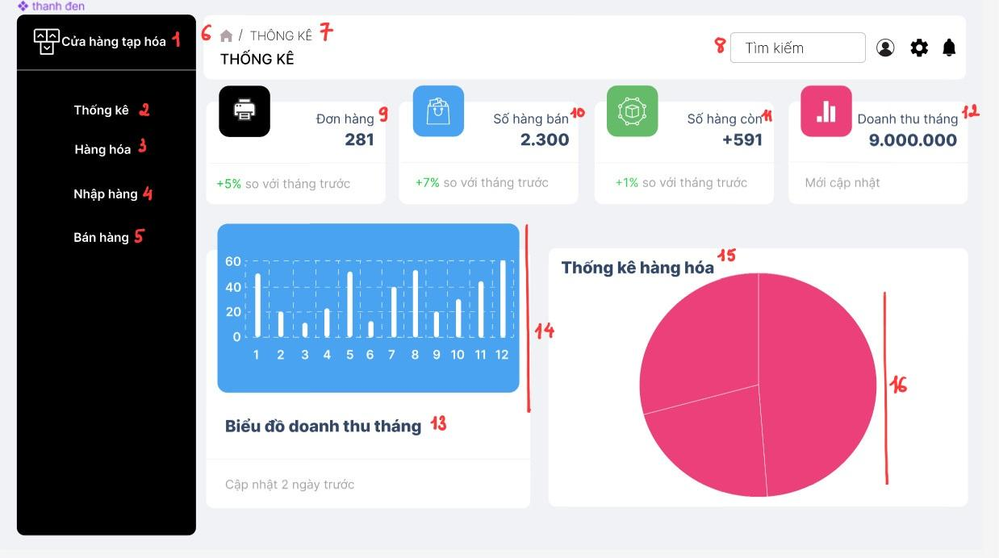 thanh đen
Cửa hàng tạp hóa 1
Thống kê 2
Hàng hóa 3
Nhập hàng 4
Bán hàng 5
6 / THỐNG KÊ 7
THỐNG KÊ
8 Tìm kiếm
Đơn hàng 9
281
+5% so với tháng trước
Số hàng bán 10
2.300
+7% so với tháng trước
Số hàng còn 11
+591
+1% so với tháng trước
Doanh thu tháng 12
9.000.000
Mới cập nhật
60
40
20
0
1 2 3 4 5 6 7 8 9 10 11 12
14
Biểu đồ doanh thu tháng 13
Cập nhật 2 ngày trước
Thống kê hàng hóa 15
16